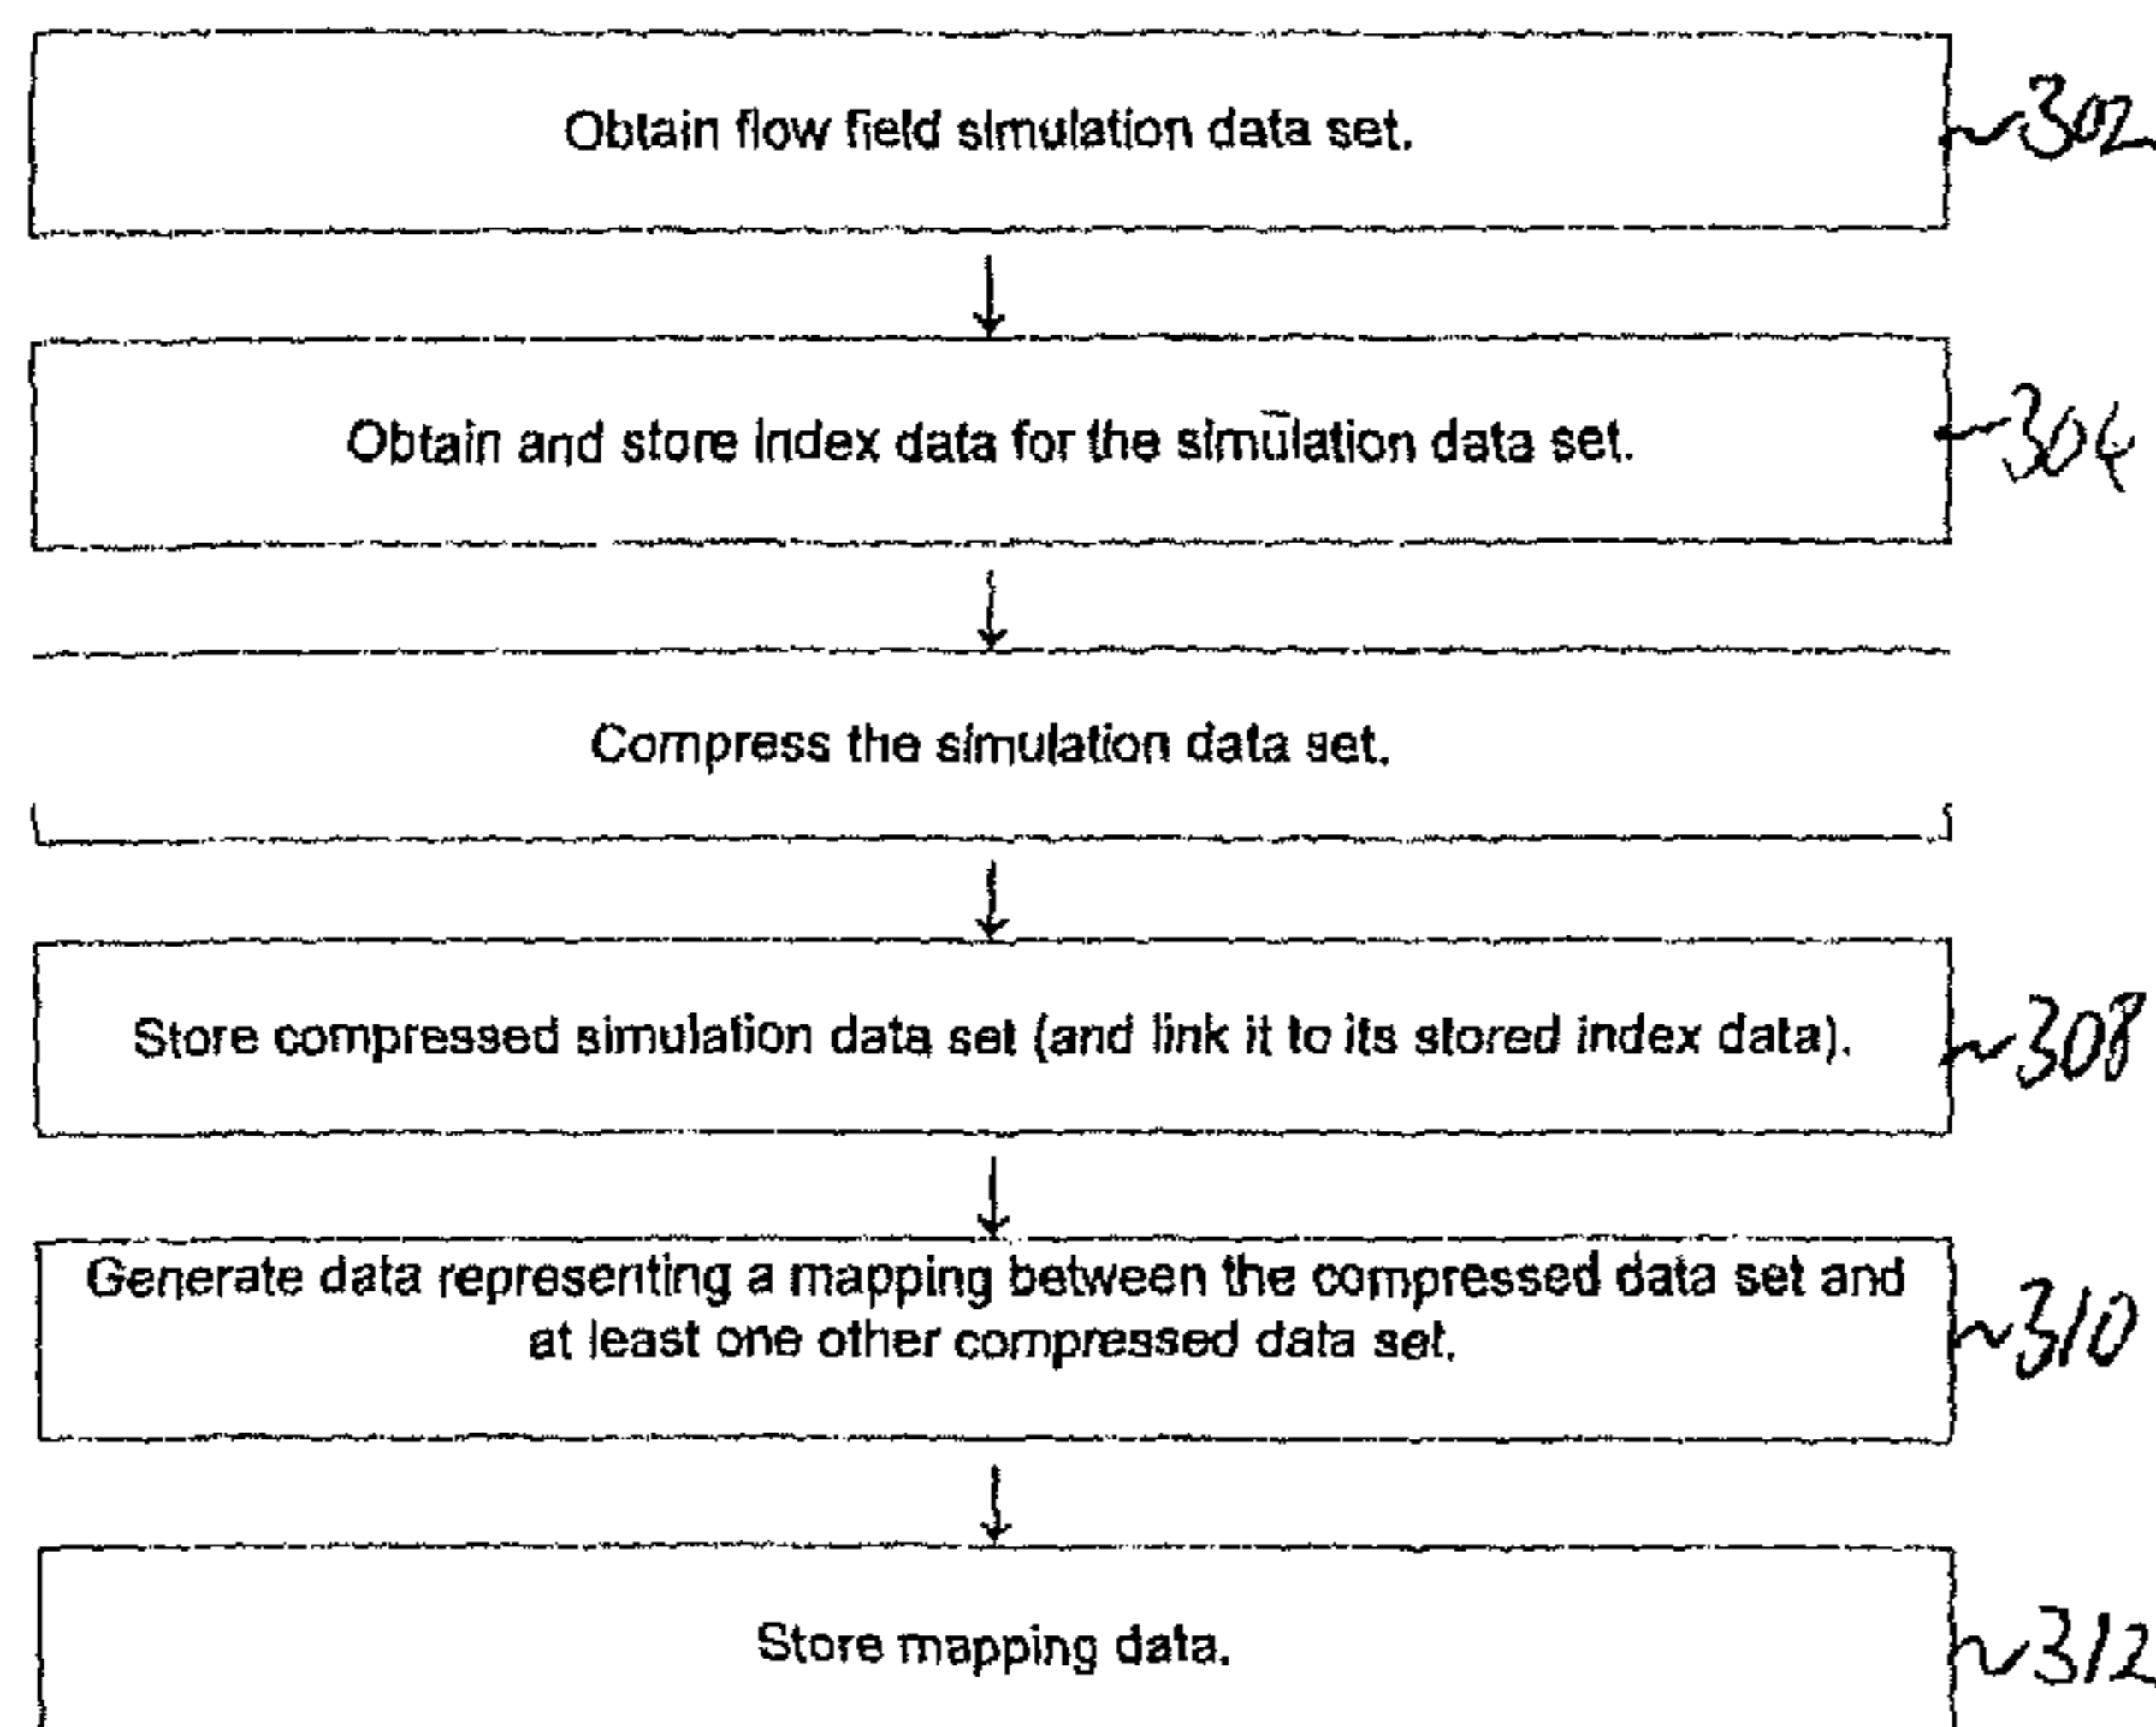 Obtain flow field simulation data set.
302
Obtain and store index data for the simulation data set.
304
Compress the simulation data set.
Store compressed simulation data set (and link it to its stored index data).
308
Generate data representing a mapping between the compressed data set and
at least one other compressed data set.
310
Store mapping data.
312